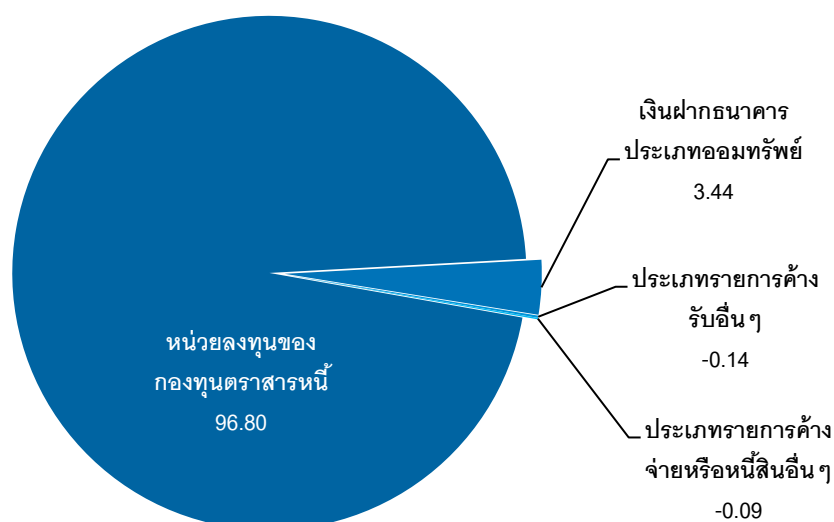 เงินฝากธนาคาร
ประเภทออมทรัพย์
3.44
ประเภทรายการค้าง
รับอื่น ๆ
-0.14
หน่วยลงทุนของ
กองทุนตราสารหนี้
96.80
ประเภทรายการค้าง
จ่ายหรือหนี้สินอื่น ๆ
-0.09